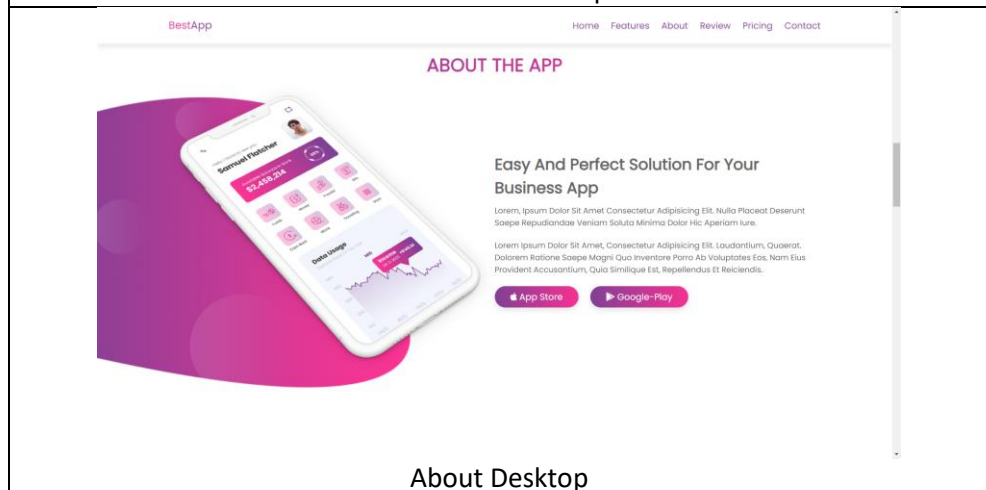 BestApp
Home Features About Review Pricing Contact
ABOUT THE APP
Samuel Flatcher
$2,458,214
Data Usage
Easy And Perfect Solution For Your
Business App
Lorem, Ipsum Dolor Sit Amet Consectetur Adipisicing Elit. Nulla Placeat Deserunt
Saepe Repudiandae Veniam Soluta Minima Dolor Hic Aperiam Iure.
Lorem Ipsum Dolor Sit Amet, Consectetur Adipisicing Elit. Laudantium, Quaerat.
Dolorem Ratione Saepe Magni Quo Inventore Porro Ab Voluptates Eos, Nam Eius
Provident Accusantium, Quia Similique Est, Repellendus Et Reiciendis.
App Store
Google-Play
About Desktop